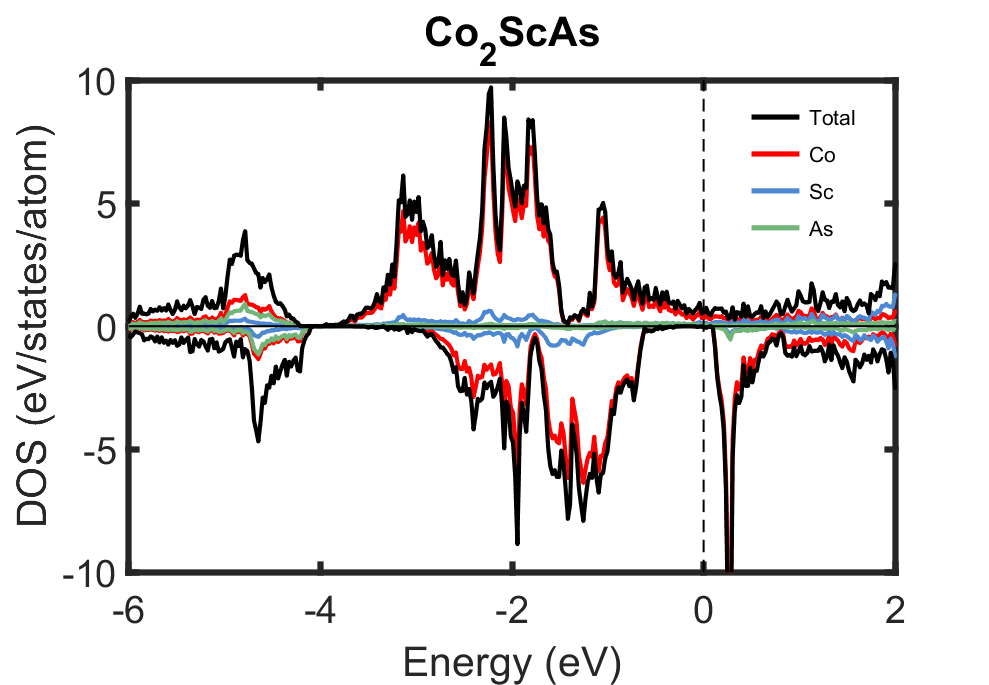 Co₂ScAs
DOS (eV/states/atom)
10
5
0
-5
-10
Total
Co
Sc
As
-6 -4 -2 0 2
Energy (eV)